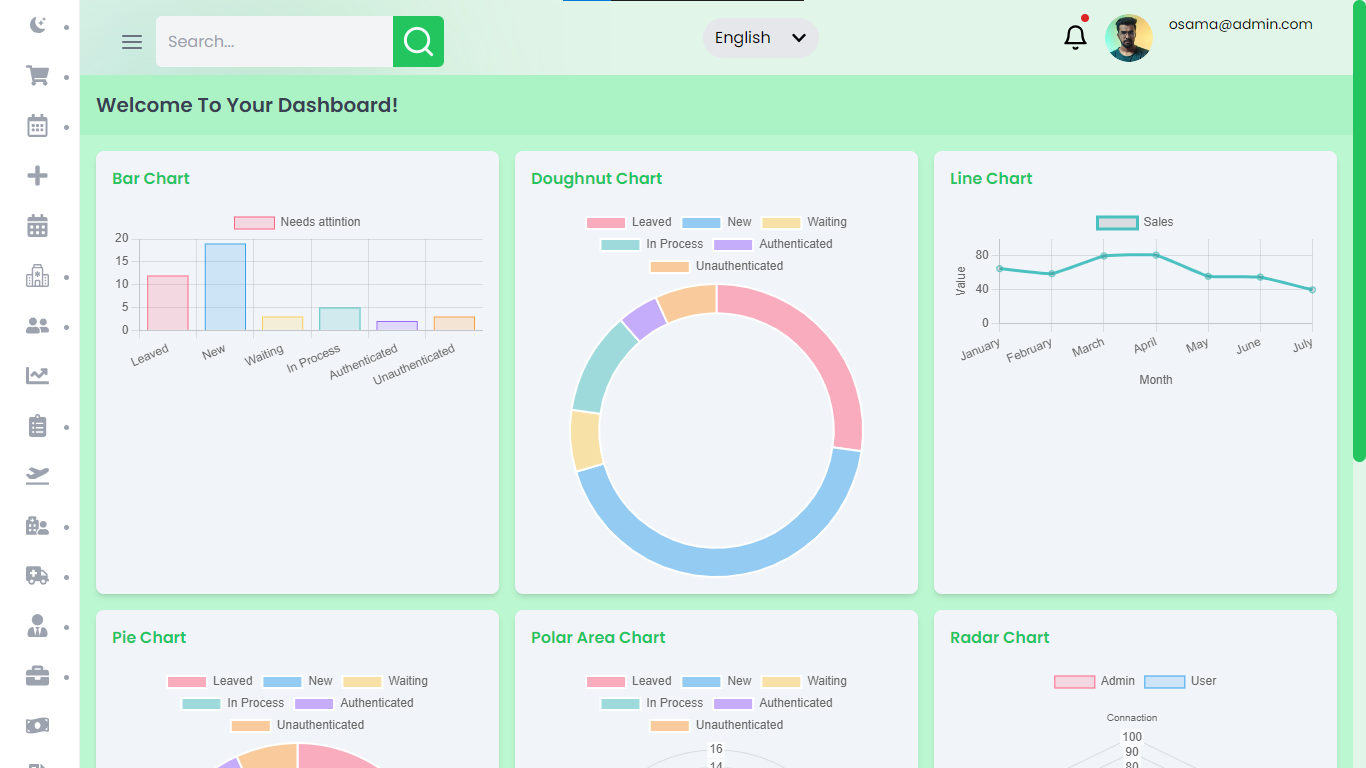 Search...
English
osama@admin.com
Welcome To Your Dashboard!
Bar Chart
Needs attintion
20
15
10
5
0
Leaved
New
Waiting
In Process
Authenticated
Unauthenticated
Doughnut Chart
Leaved New Waiting
In Process Authenticated
Unauthenticated
Line Chart
Sales
Value
80
40
0
January
February
March
April
May
June
July
Month
Pie Chart
Leaved New Waiting
In Process Authenticated
Unauthenticated
Polar Area Chart
Leaved New Waiting
In Process Authenticated
Unauthenticated
16
14
Radar Chart
Admin User
Connaction
100
90
80